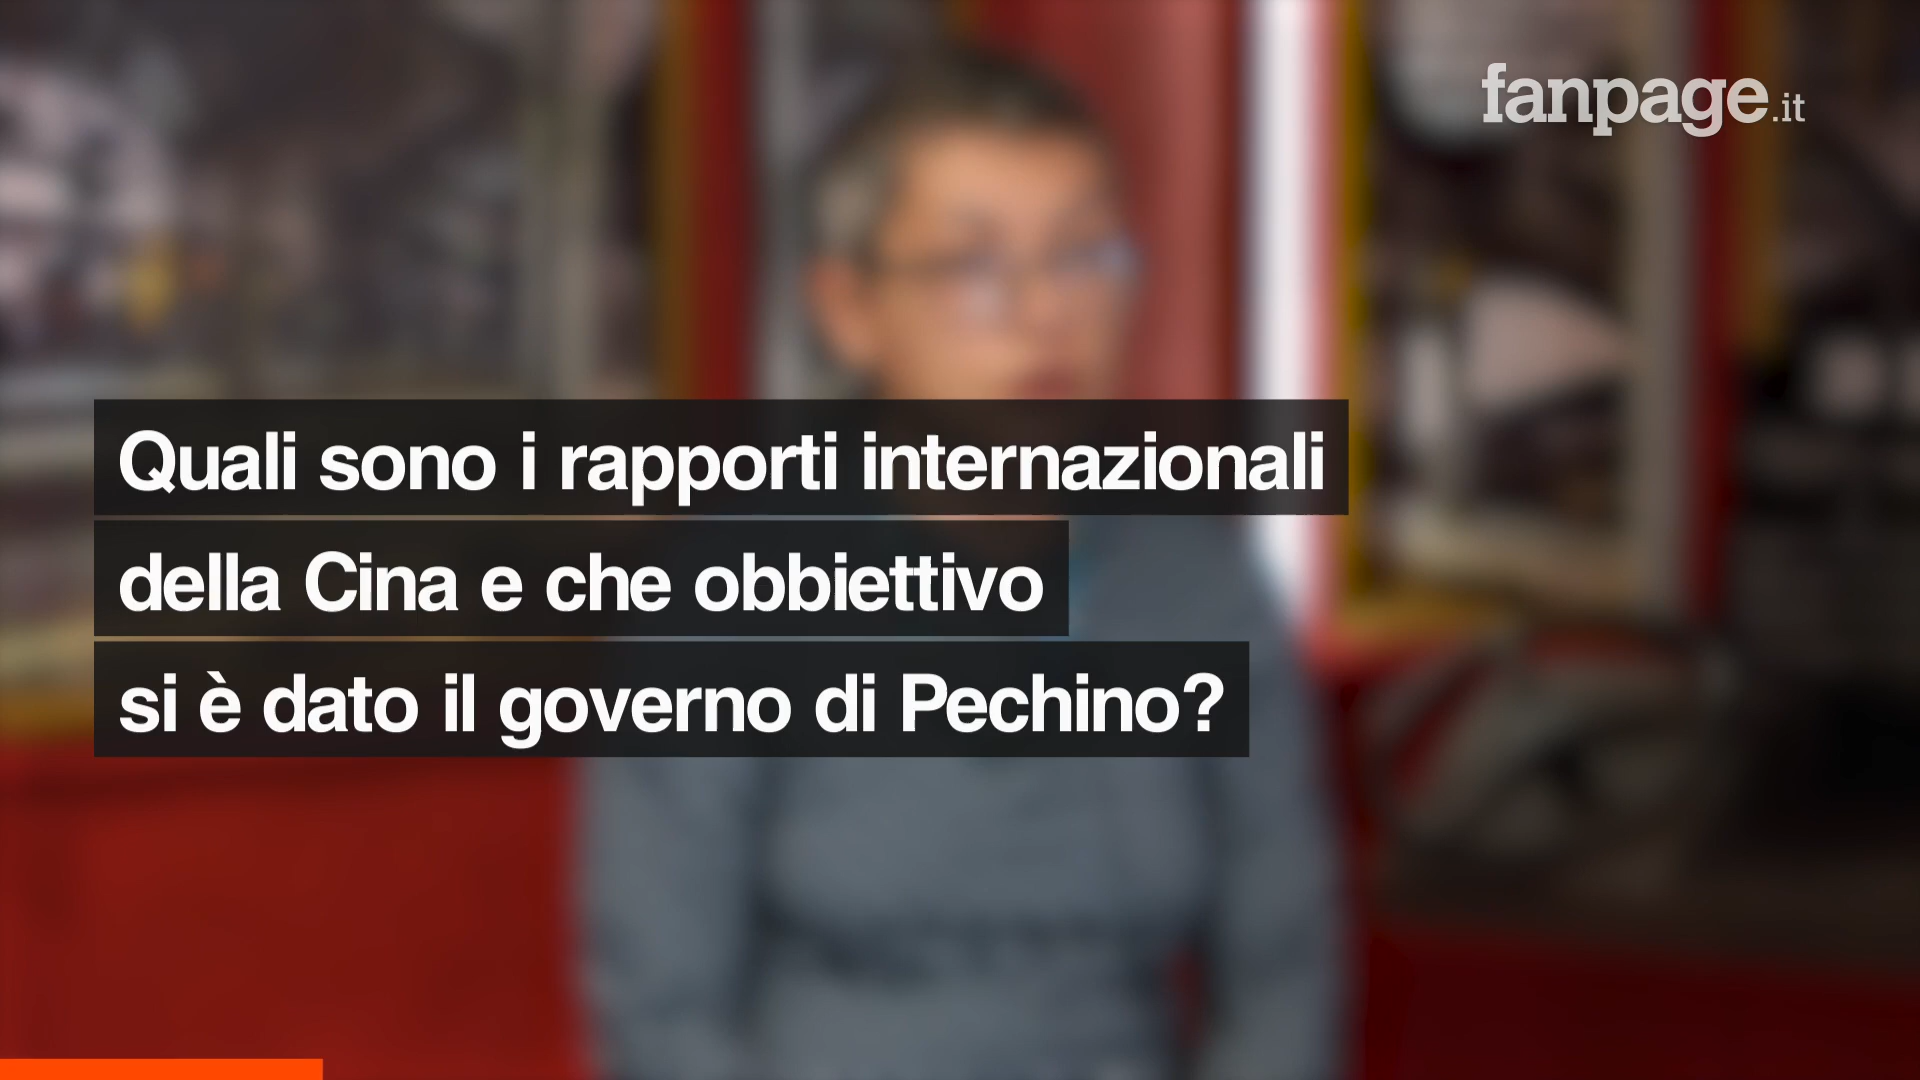 fanpage.it
Quali sono i rapporti internazionali
della Cina e che obbiettivo
si è dato il governo di Pechino?